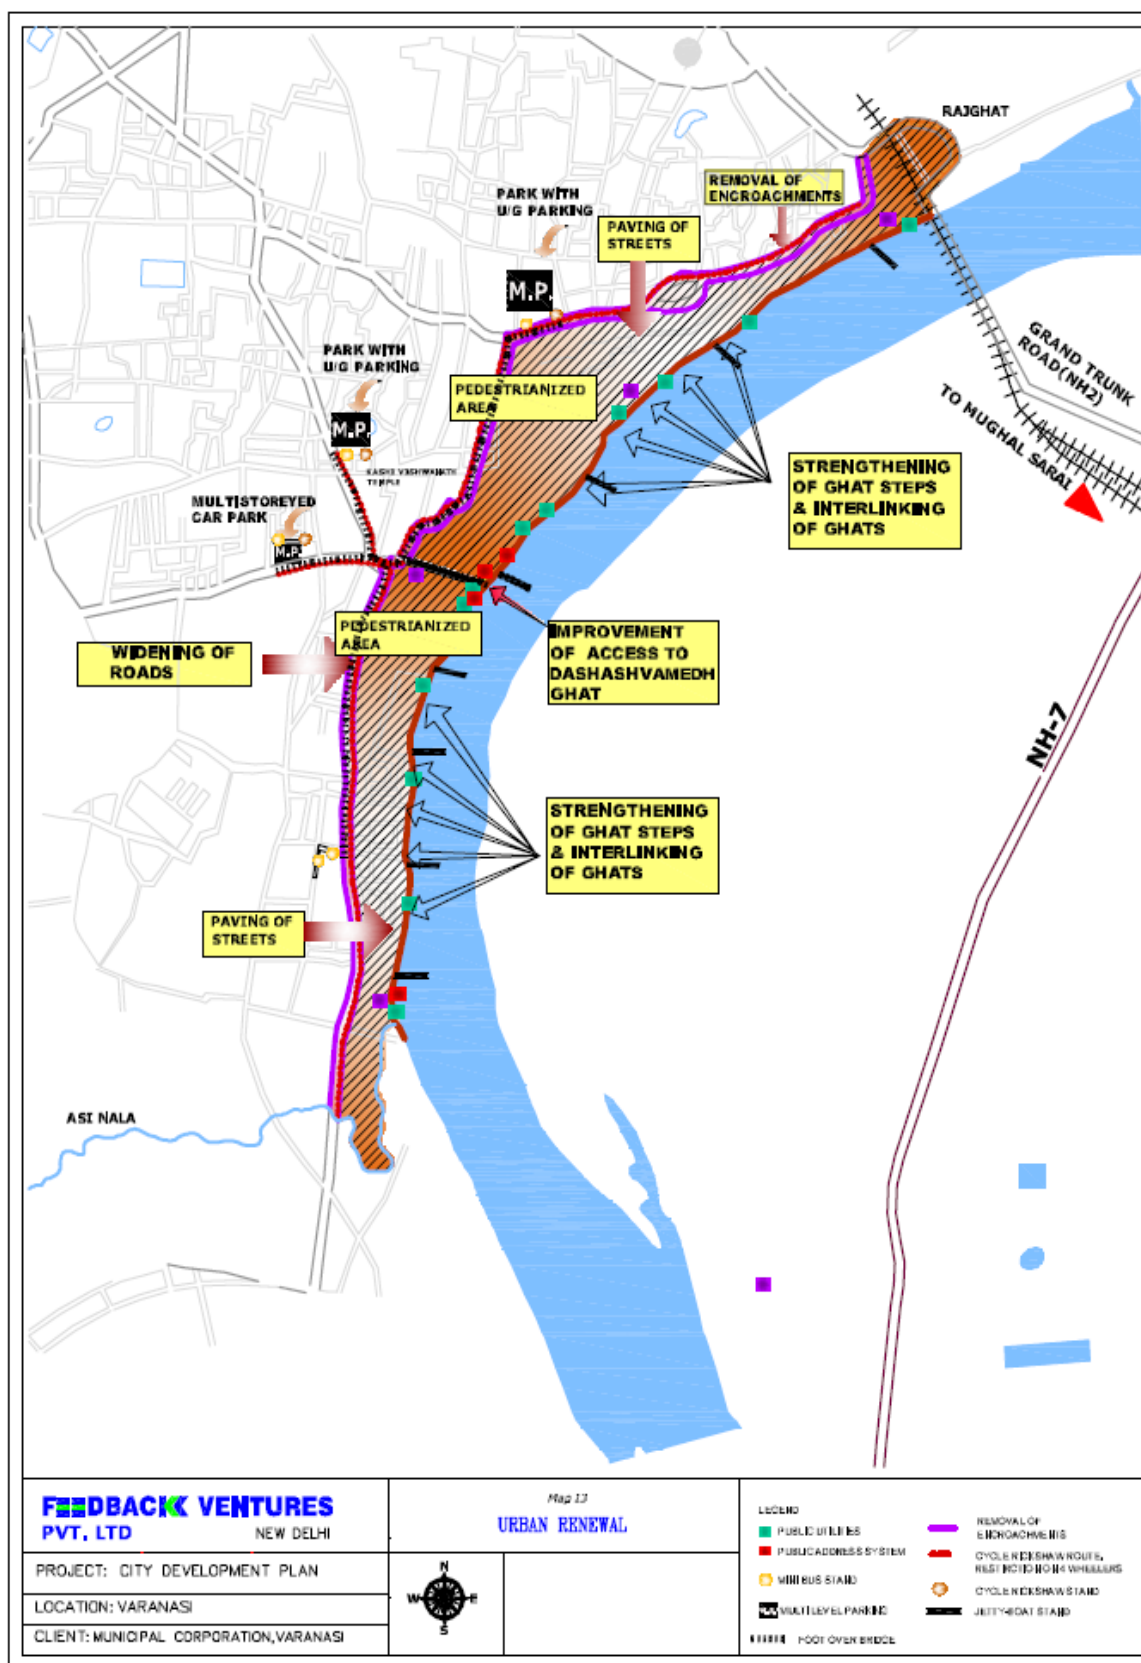 RAJGHAT
REMOVAL OF
ENCROACHMENTS
PARK WITH
U/G PARKING
PAVING OF
STREETS
M.P.
GRAND TRUNK
ROAD(NH2)
TO MUGHAL SARAI
PARK WITH
U/G PARKING
PEDESTRIANIZED
AREA
M.P.
KASHI VISHWANATH
TEMPLE
STRENGTHENING
OF GHAT STEPS
& INTERLINKING
OF GHATS
MULTISTOREYED
CAR PARK
M.P.
PEDESTRIANIZED
AREA
IMPROVEMENT
OF ACCESS TO
DASHASHVAMEDH
GHAT
WIDENING OF
ROADS
NH-7
STRENGTHENING
OF GHAT STEPS
& INTERLINKING
OF GHATS
PAVING OF
STREETS
ASI NALA
FEEDBACK VENTURES
PVT. LTD
NEW DELHI
PROJECT: CITY DEVELOPMENT PLAN
LOCATION: VARANASI
CLIENT: MUNICIPAL CORPORATION,VARANASI
Map 13
URBAN RENEWAL
N
W
E
S
LEGEND
PUBLIC UTILITIES
PUBLIC ADDRESS SYSTEM
MINI BUS STAND
MULTI LEVEL PARKING
FOOT OVER BRIDGE
REMOVAL OF
ENCROACHMENTS
CYCLE RICKSHAW ROUTE,
RESTRICTION 4 WHEELERS
CYCLE RICKSHAW STAND
JETTY-BOAT STAND